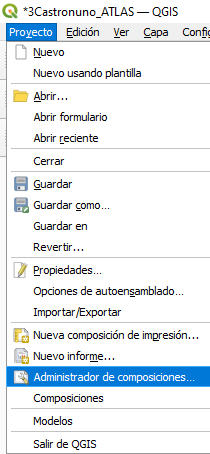 *3Castronuno_ATLAS — QGIS
Proyecto Edición Ver Capa
Nuevo
Nuevo usando plantilla
Abrir...
Abrir formulario
Abrir reciente
Cerrar
Guardar
Guardar como...
Guardar en
Revertir...
Propiedades...
Opciones de autoensamblado...
Importar/Exportar
Nueva composición de impresión...
Nuevo informe...
Administrador de composiciones...
Composiciones
Modelos
Salir de QGIS